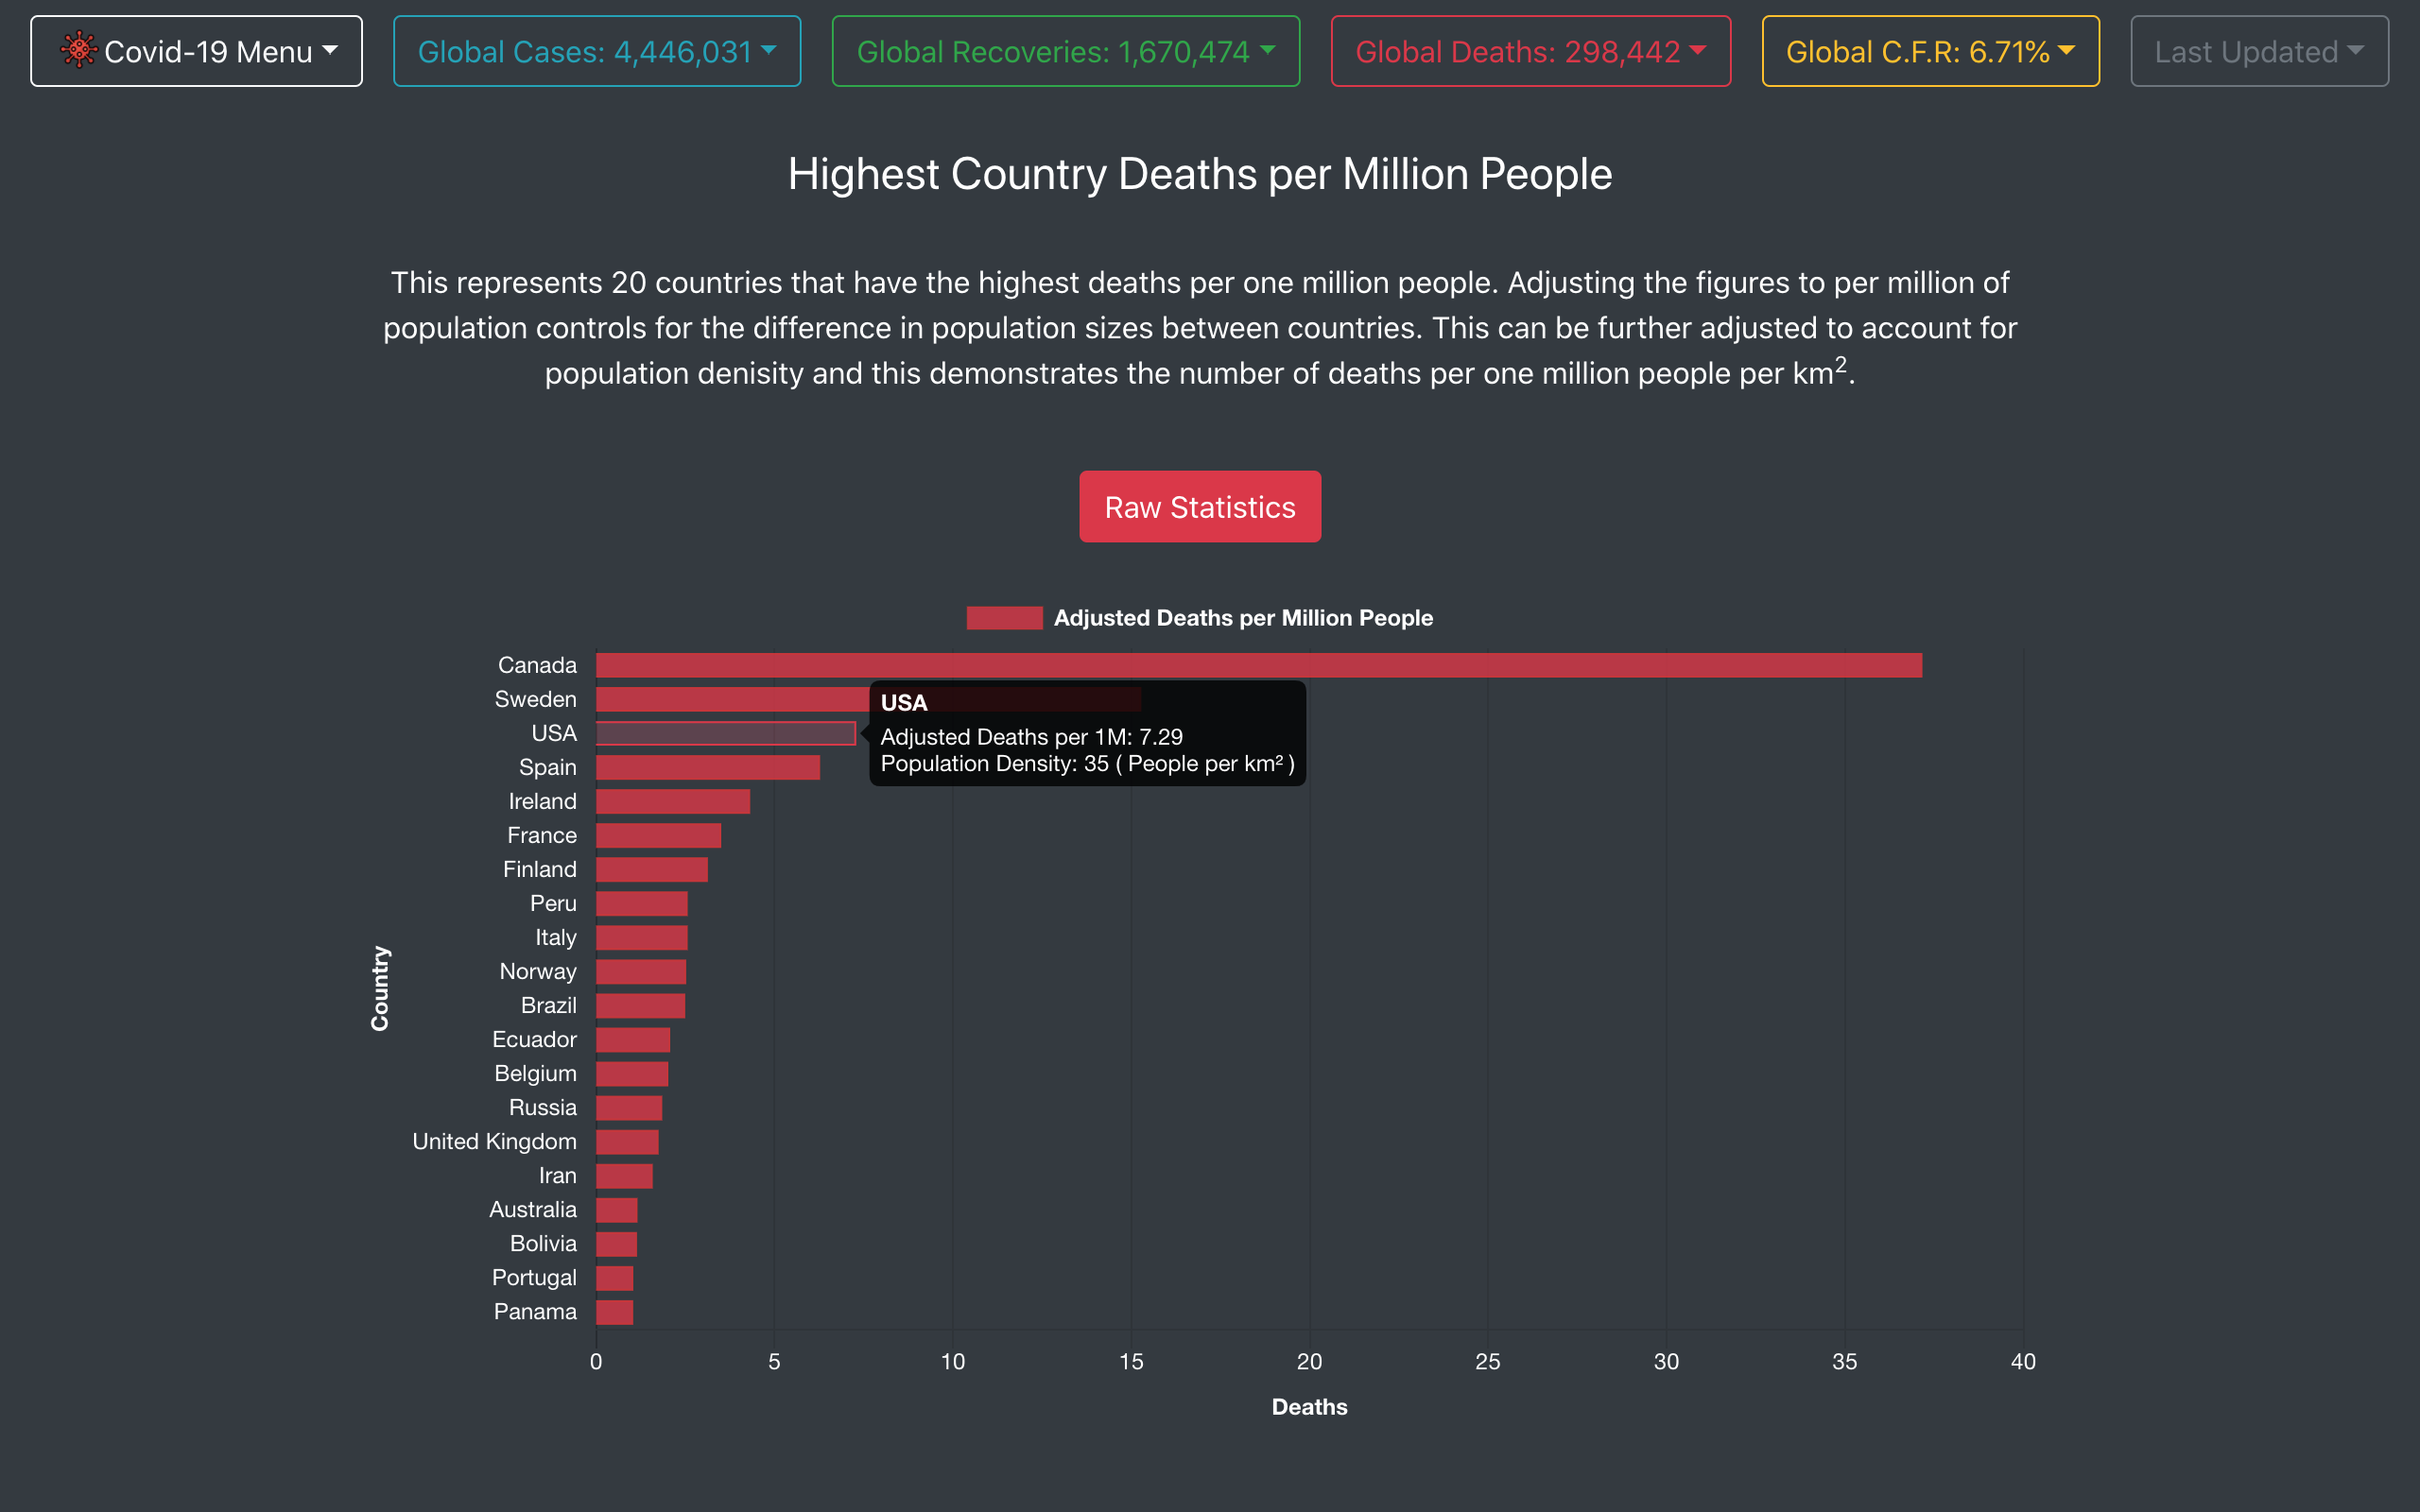 Covid-19 Menu
Global Cases: 4,446,031
Global Recoveries: 1,670,474
Global Deaths: 298,442
Global C.F.R: 6.71%
Last Updated
Highest Country Deaths per Million People
This represents 20 countries that have the highest deaths per one million people. Adjusting the figures to per million of
population controls for the difference in population sizes between countries. This can be further adjusted to account for
population denisity and this demonstrates the number of deaths per one million people per km².
Raw Statistics
Adjusted Deaths per Million People
Country
Canada
Sweden
USA
Spain
Ireland
France
Finland
Peru
Italy
Norway
Brazil
Ecuador
Belgium
Russia
United Kingdom
Iran
Australia
Bolivia
Portugal
Panama
USA
Adjusted Deaths per 1M: 7.29
Population Density: 35 ( People per km² )
0 5 10 15 20 25 30 35 40
Deaths